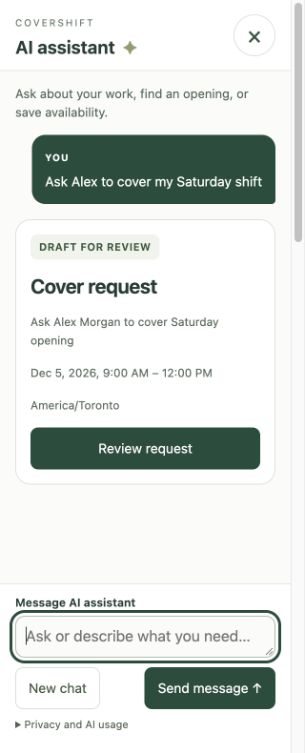 COVERSHIFT
AI assistant
Ask about your work, find an opening, or
save availability.
YOU
Ask Alex to cover my Saturday shift
DRAFT FOR REVIEW
Cover request
Ask Alex Morgan to cover Saturday
opening
Dec 5, 2026, 9:00 AM – 12:00 PM
America/Toronto
Review request
Message AI assistant
Ask or describe what you need...
New chat
Send message ↑
Privacy and AI usage